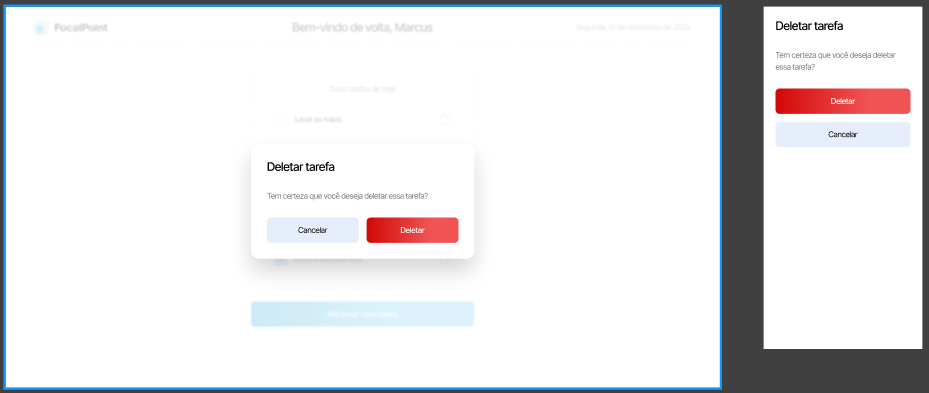 FocalPoint
Bem-vindo de volta, Marcus
Segunda, 01 de dezembro de 2025
Suas tarefas de hoje
Lavar as mãos
Deletar tarefa
Tem certeza que você deseja deletar essa tarefa?
Cancelar
Deletar
Adicionar nova tarefa
Deletar tarefa
Tem certeza que você deseja deletar
essa tarefa?
Deletar
Cancelar